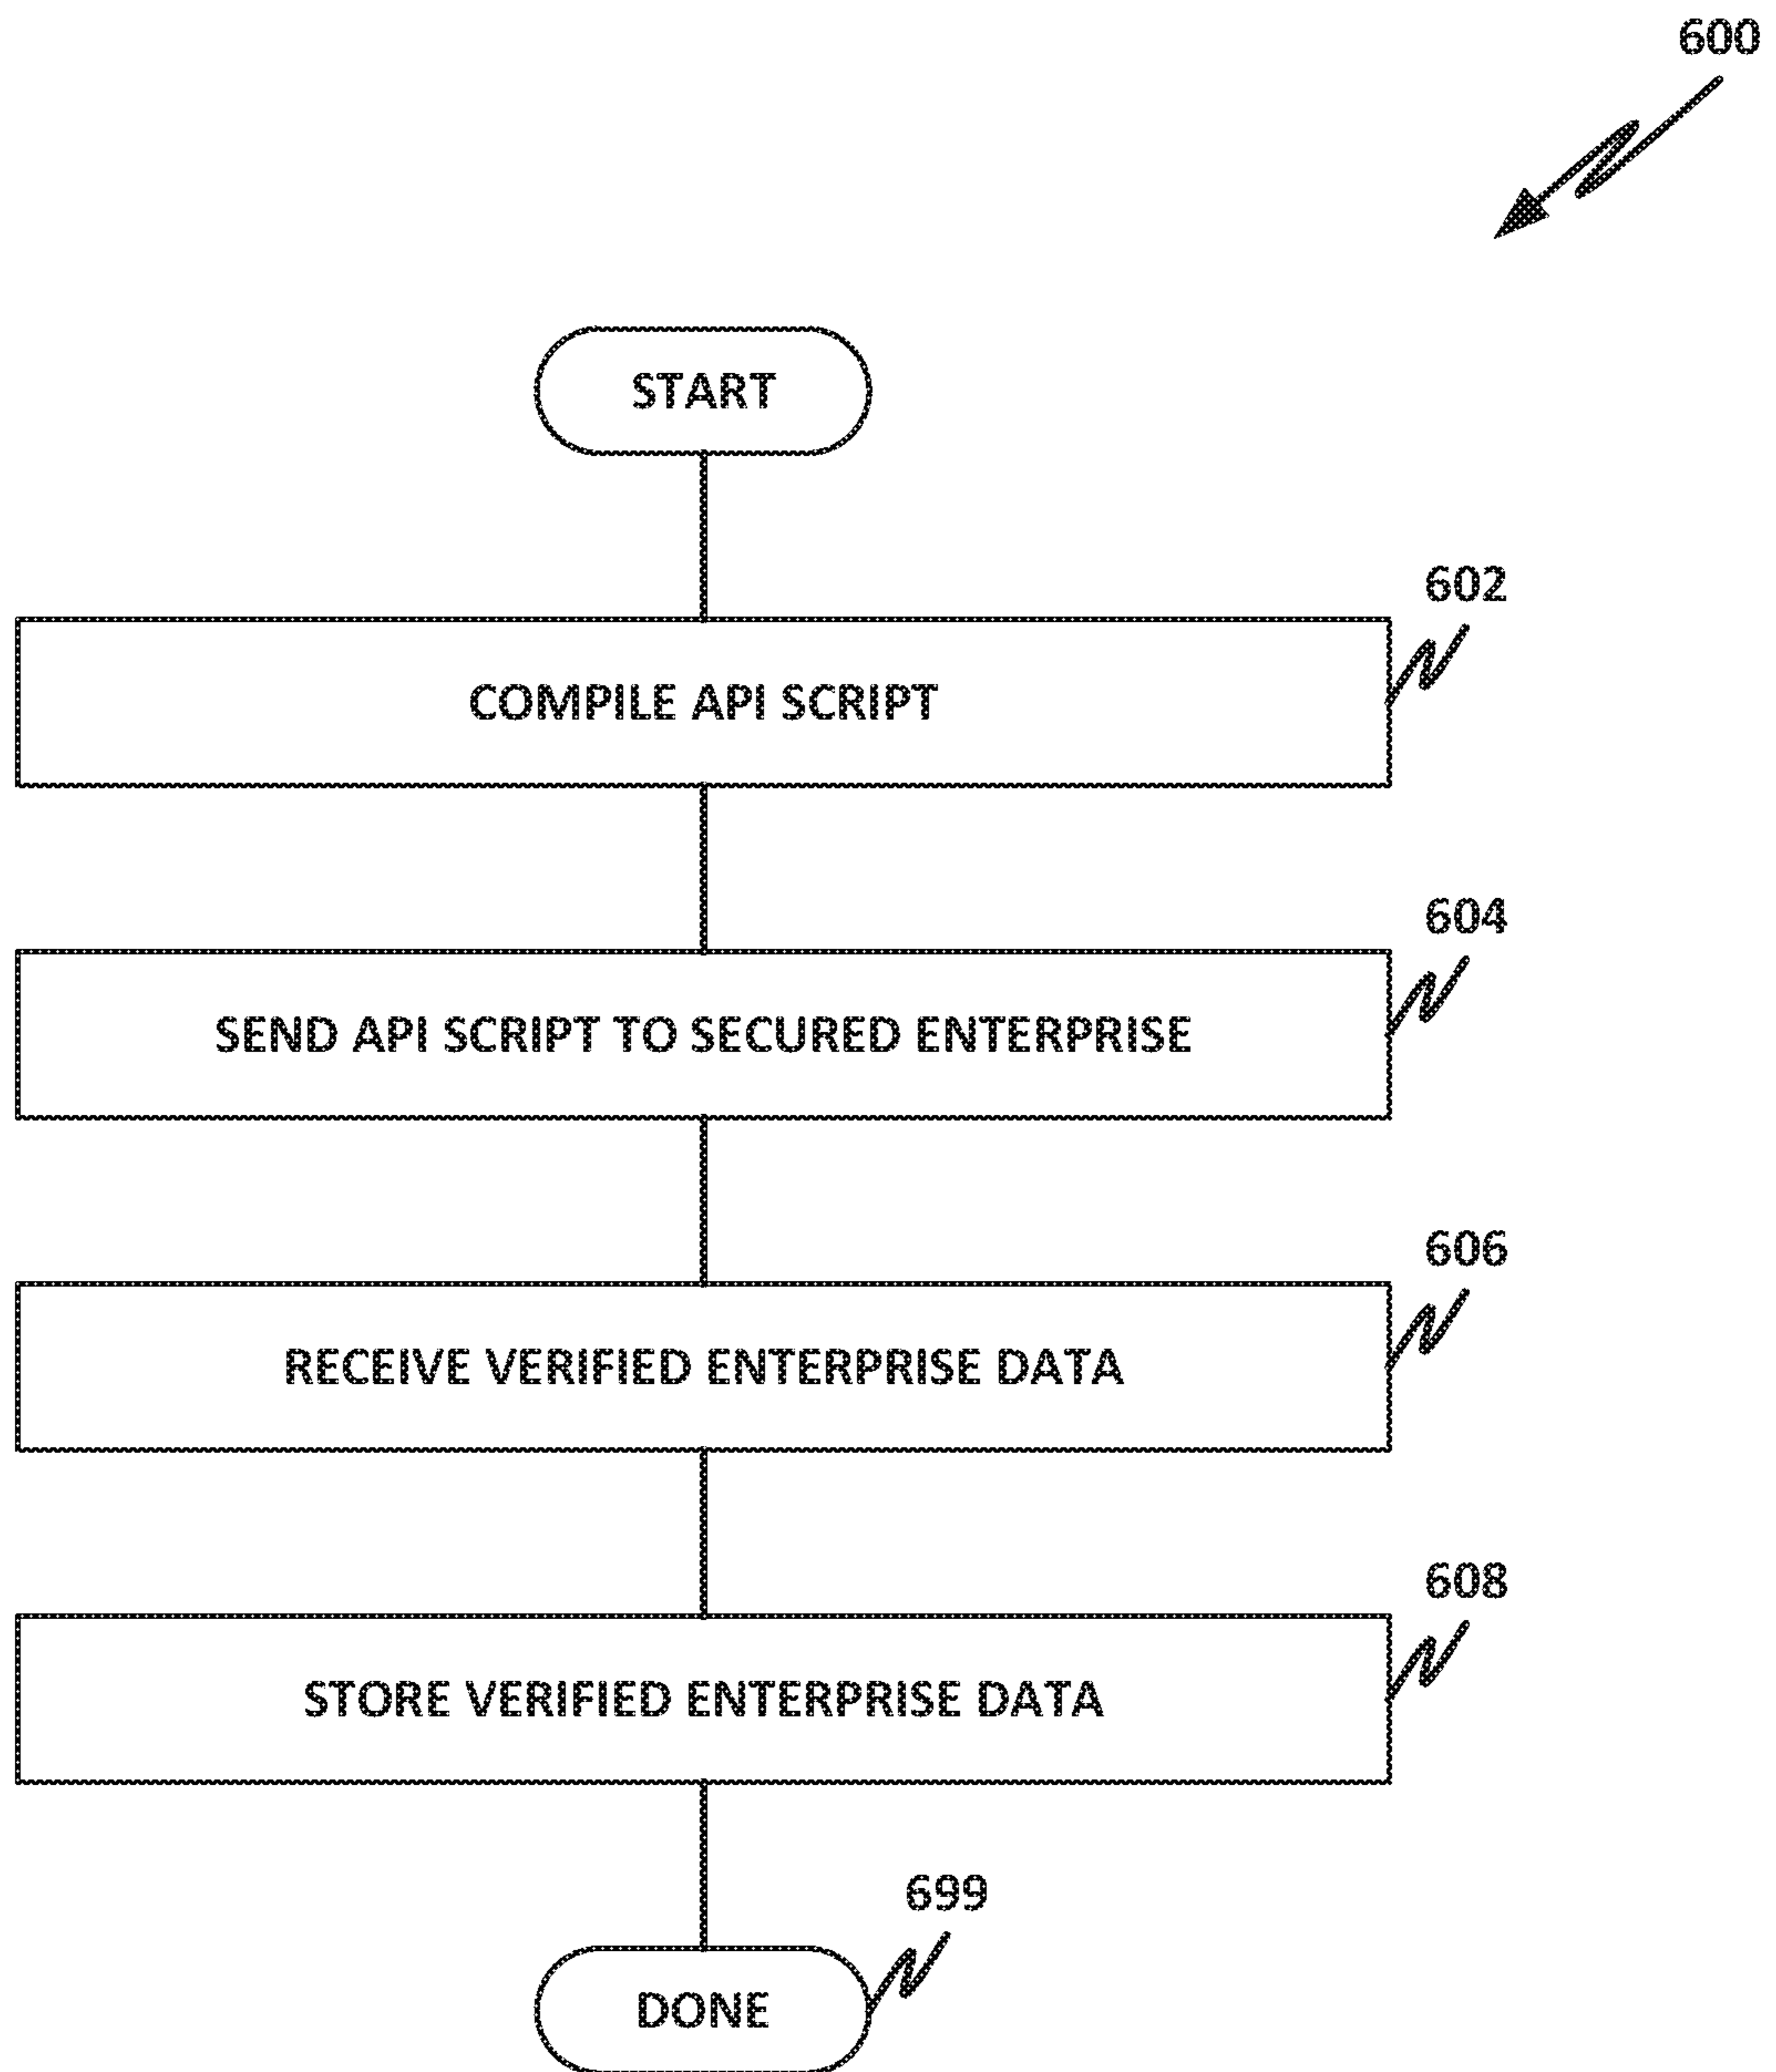 600
START
602
COMPILE API SCRIPT
604
SEND API SCRIPT TO SECURED ENTERPRISE
606
RECEIVE VERIFIED ENTERPRISE DATA
608
STORE VERIFIED ENTERPRISE DATA
699
DONE